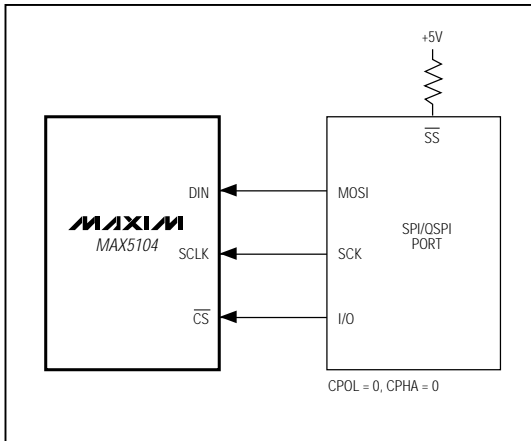 +5V
SS
DIN
MOSI
MAXIM
MAX5104
SPI/QSPI
PORT
SCLK
SCK
CS
I/O
CPOL = 0, CPHA = 0